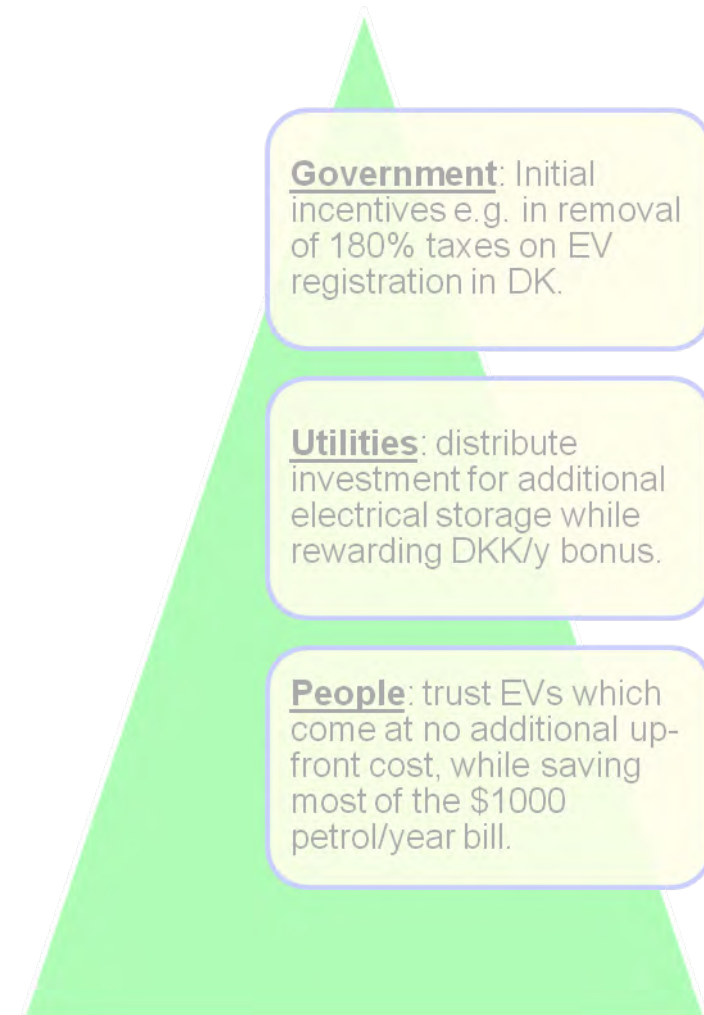 Government: Initial
incentives e.g. in removal
of 180% taxes on EV
registration in DK.
Utilities: distribute
investment for additional
electrical storage while
rewarding DKK/y bonus.
People: trust EVs which
come at no additional up-
front cost, while saving
most of the $1000
petrol/year bill.